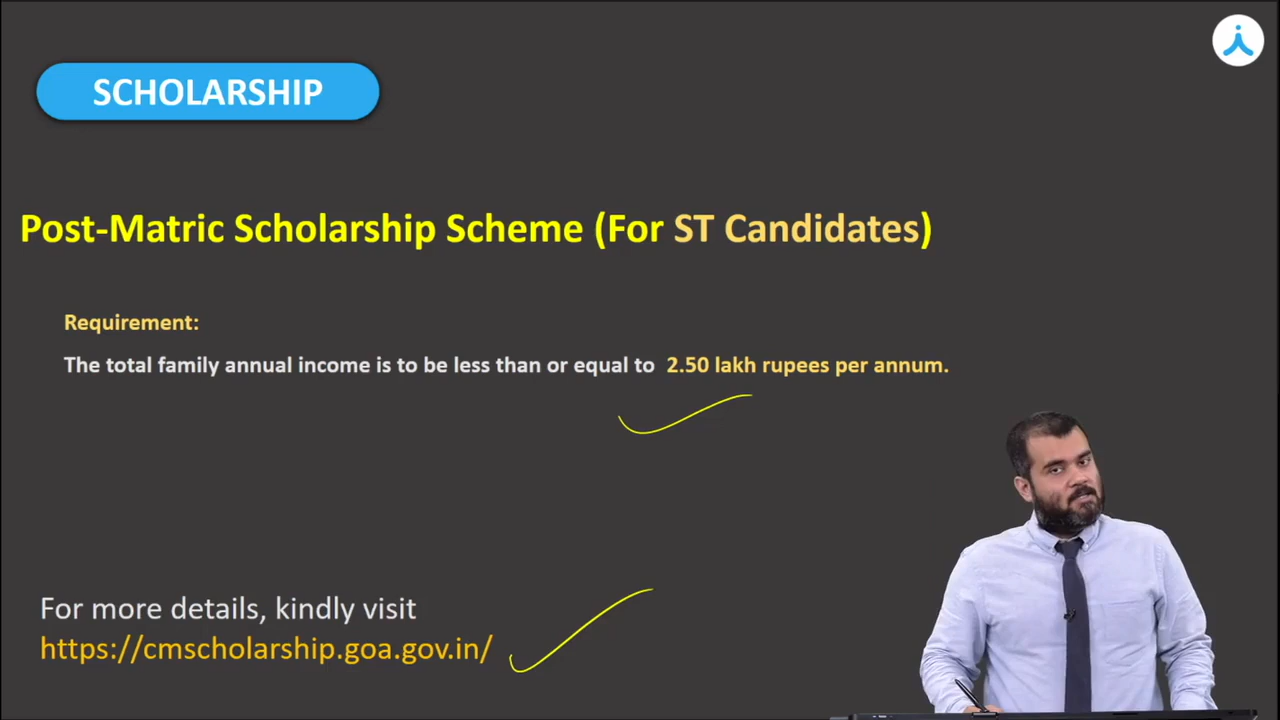 SCHOLARSHIP
Post-Matric Scholarship Scheme (For ST Candidates)
Requirement:
The total family annual income is to be less than or equal to 2.50 lakh rupees per annum.
For more details, kindly visit
https://cmscholarship.goa.gov.in/